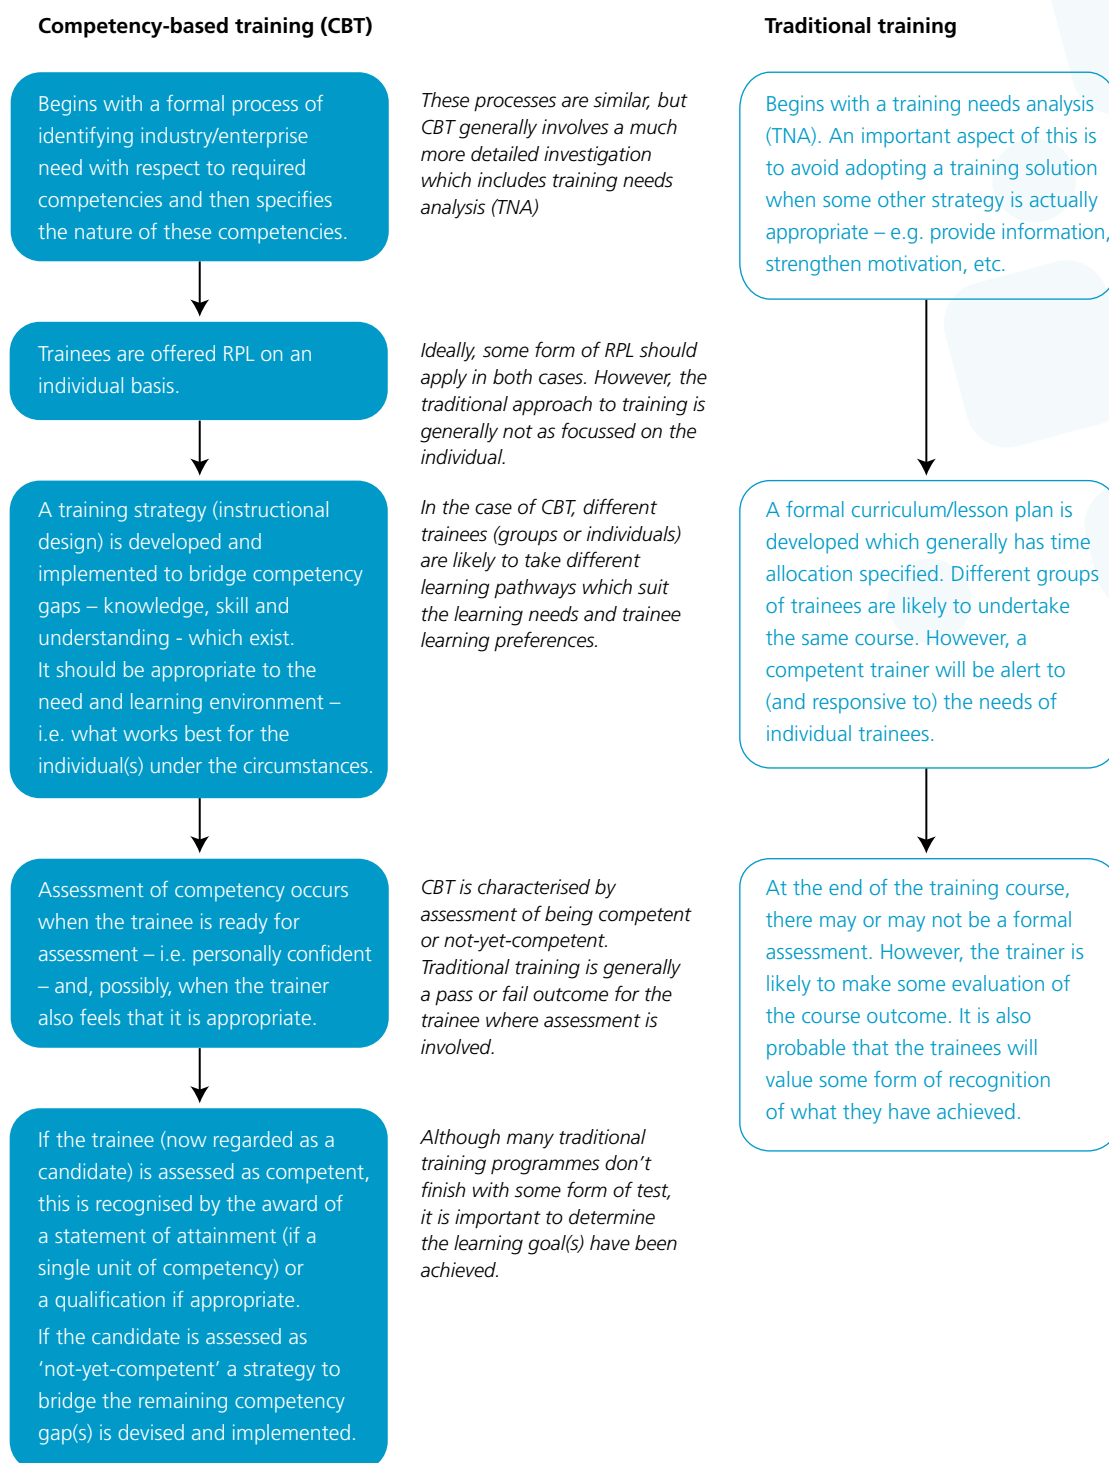 Competency-based training (CBT)
Traditional training
Begins with a formal process of
identifying industry/enterprise
need with respect to required
competencies and then specifies
the nature of these competencies.
These processes are similar, but
CBT generally involves a much
more detailed investigation
which includes training needs
analysis (TNA)
Begins with a training needs analysis
(TNA). An important aspect of this is
to avoid adopting a training solution
when some other strategy is actually
appropriate – e.g. provide information,
strengthen motivation, etc.
Trainees are offered RPL on an
individual basis.
Ideally, some form of RPL should
apply in both cases. However, the
traditional approach to training is
generally not as focussed on the
individual.
A training strategy (instructional
design) is developed and
implemented to bridge competency
gaps – knowledge, skill and
understanding - which exist.
It should be appropriate to the
need and learning environment –
i.e. what works best for the
individual(s) under the circumstances.
In the case of CBT, different
trainees (groups or individuals)
are likely to take different
learning pathways which suit
the learning needs and trainee
learning preferences.
A formal curriculum/lesson plan is
developed which generally has time
allocation specified. Different groups
of trainees are likely to undertake
the same course. However, a
competent trainer will be alert to
(and responsive to) the needs of
individual trainees.
Assessment of competency occurs
when the trainee is ready for
assessment – i.e. personally confident
– and, possibly, when the trainer
also feels that it is appropriate.
CBT is characterised by
assessment of being competent
or not-yet-competent.
Traditional training is generally
a pass or fail outcome for the
trainee where assessment is
involved.
At the end of the training course,
there may or may not be a formal
assessment. However, the trainer is
likely to make some evaluation of
the course outcome. It is also
probable that the trainees will
value some form of recognition
of what they have achieved.
If the trainee (now regarded as a
candidate) is assessed as competent,
this is recognised by the award of
a statement of attainment (if a
single unit of competency) or
a qualification if appropriate.
If the candidate is assessed as
‘not-yet-competent’ a strategy to
bridge the remaining competency
gap(s) is devised and implemented.
Although many traditional
training programmes don’t
finish with some form of test,
it is important to determine
the learning goal(s) have been
achieved.